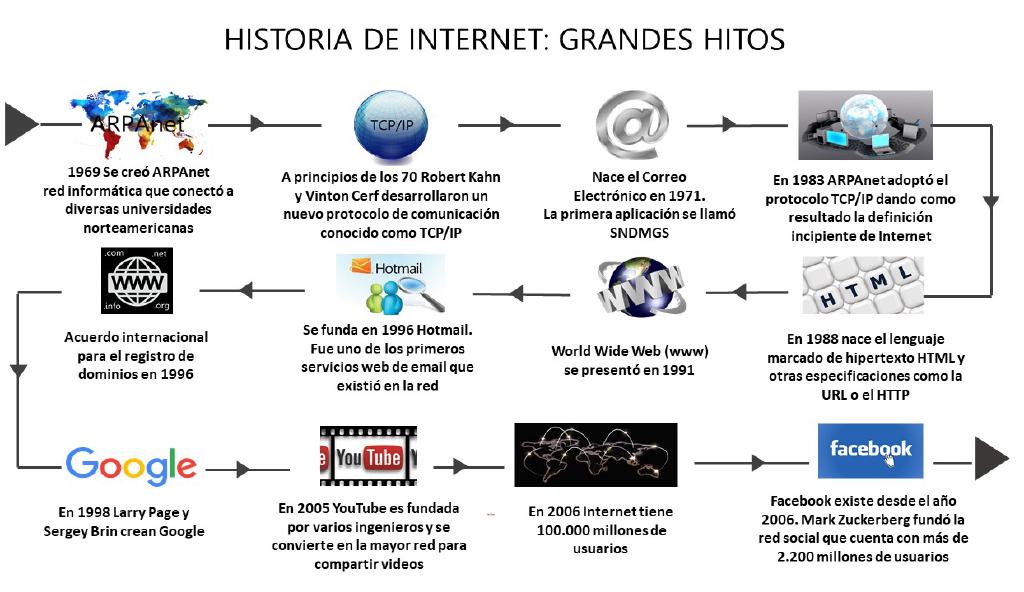 HISTORIA DE INTERNET: GRANDES HITOS
ARPAnet
1969 Se creó ARPAnet
red informática que conectó a
diversas universidades
norteamericanas
TCP/IP
A principios de los 70 Robert Kahn
y Vinton Cerf desarrollaron un
nuevo protocolo de comunicación
conocido como TCP/IP
@
Nace el Correo
Electrónico en 1971.
La primera aplicación se llamó
SNDMGS
En 1983 ARPAnet adoptó el
protocolo TCP/IP dando como
resultado la definición
incipiente de Internet
HTML
En 1988 nace el lenguaje
marcado de hipertexto HTML y
otras especificaciones como la
URL o el HTTP
WWW
World Wide Web (www)
se presentó en 1991
Hotmail
Se funda en 1996 Hotmail.
Fue uno de los primeros
servicios web de email que
existió en la red
.com .net
WWW
.info .org
Acuerdo internacional
para el registro de
dominios en 1996
Google
En 1998 Larry Page y
Sergey Brin crean Google
e YouTube Y
En 2005 YouTube es fundada
por varios ingenieros y se
convierte en la mayor red para
compartir videos
En 2006 Internet tiene
100.000 millones de
usuarios
facebook
Facebook existe desde el año
2006. Mark Zuckerberg fundó la
red social que cuenta con más de
2.200 millones de usuarios